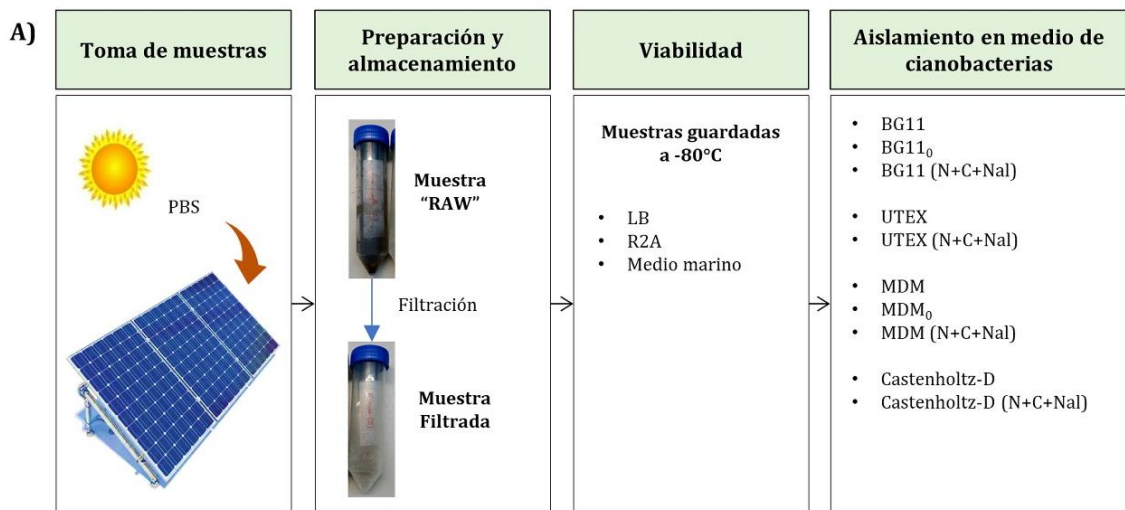 A)
Toma de muestras
PBS
Preparación y
almacenamiento
Muestra
“RAW”
Filtración
Muestra
Filtrada
Viabilidad
Muestras guardadas
a -80°C
• LB
• R2A
• Medio marino
Aislamiento en medio de
cianobacterias
• BG11
• BG11₀
• BG11 (N+C+Nal)
• UTEX
• UTEX (N+C+Nal)
• MDM
• MDM₀
• MDM (N+C+Nal)
• Castenholtz-D
• Castenholtz-D (N+C+Nal)